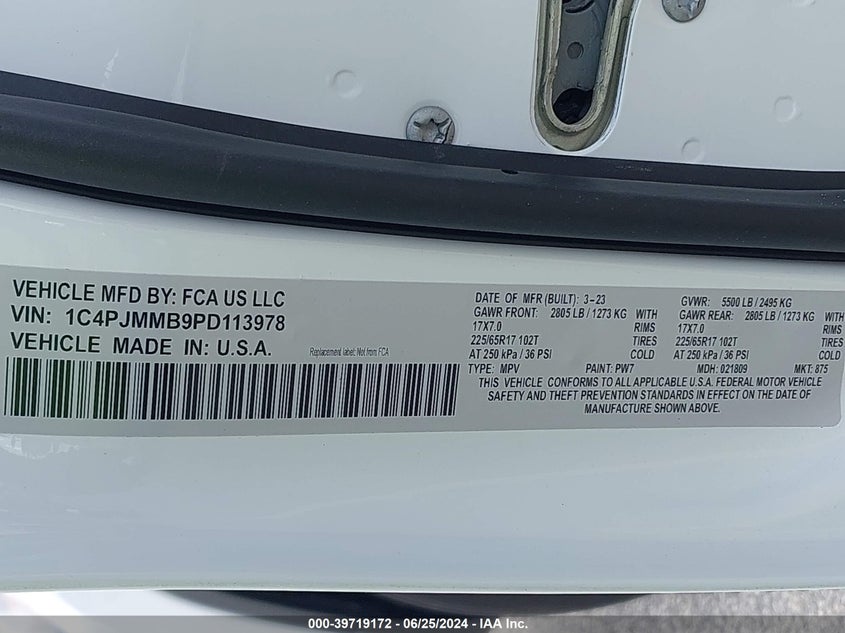 VEHICLE MFD BY: FCA US LLC
VIN: 1C4PJMMB9PD113978
VEHICLE MADE IN: U.S.A.
Replacement label: Not from FCA
DATE OF MFR (BUILT): 3-23
GAWR FRONT: 2805 LB / 1273 KG WITH
17X7.0 RIMS
225/65R17 102T TIRES
AT 250 kPa / 36 PSI COLD
GVWR: 5500 LB / 2495 KG
GAWR REAR: 2805 LB / 1273 KG WITH
17X7.0 RIMS
225/65R17 102T TIRES
AT 250 kPa / 36 PSI COLD
TYPE: MPV PAINT: PW7 MDH: 021809 MKT: 875
THIS VEHICLE CONFORMS TO ALL APPLICABLE U.S.A. FEDERAL MOTOR VEHICLE
SAFETY AND THEFT PREVENTION STANDARDS IN EFFECT ON THE DATE OF
MANUFACTURE SHOWN ABOVE.
000-39719172 - 06/25/2024 - IAA Inc.